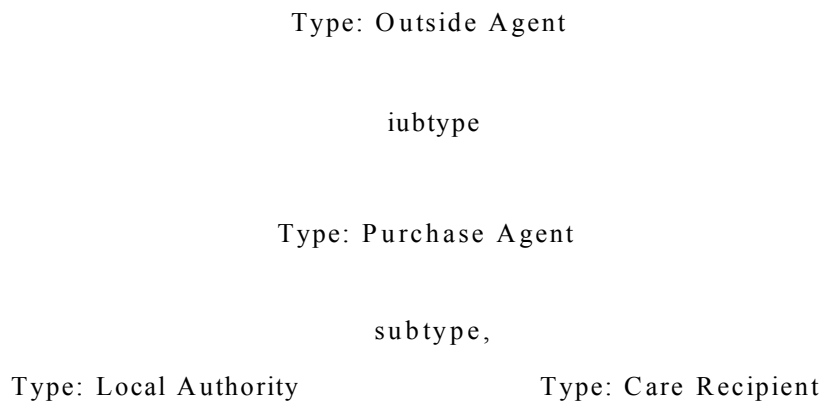 Type: Outside Agent
iubtype
Type: Purchase Agent
subtype,
Type: Local Authority Type: Care Recipient